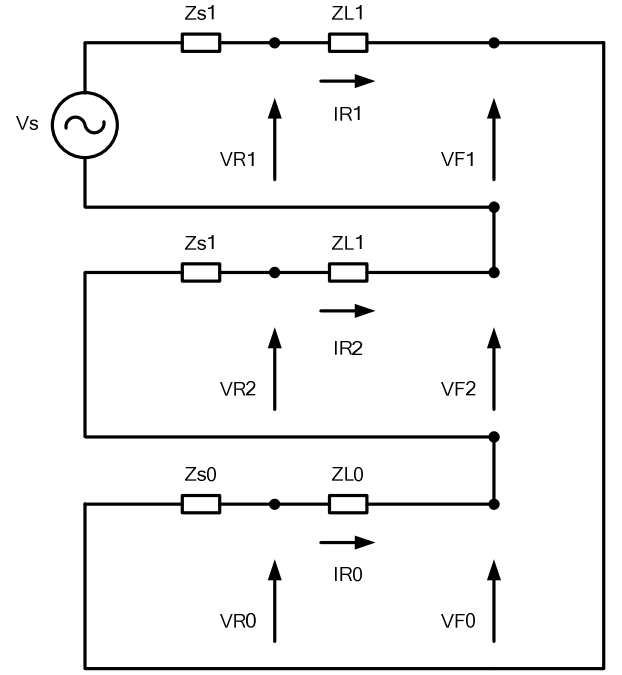 Zs1 ZL1
IR1
Vs
VR1 VF1
Zs1 ZL1
IR2
VR2 VF2
Zs0 ZL0
IR0
VR0 VF0